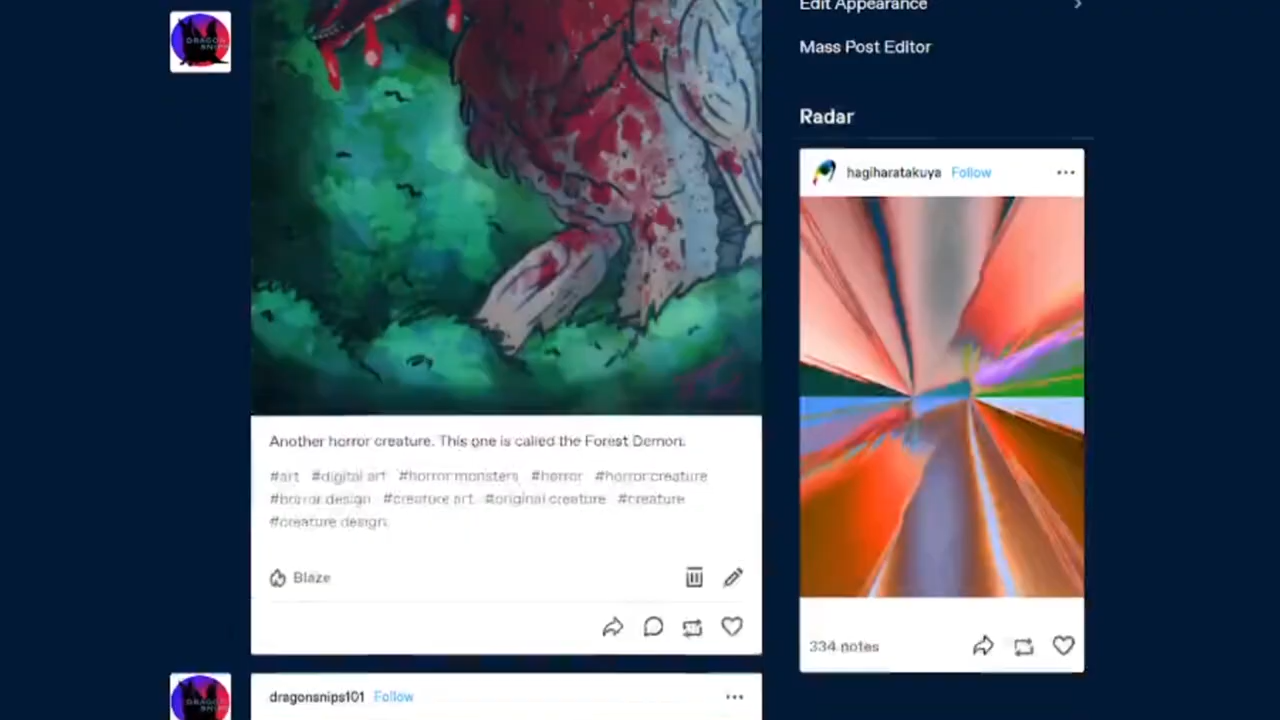 DRAGON
SNIPS
Another horror creature. This one is called the Forest Demon.
#art #digital art #horror monsters #horror #horror creature
#horror design #creature art #original creature #creature
#creature design
Blaze
dragonsnips101 Follow
Edit Appearance
Mass Post Editor
Radar
hagiharatakuya Follow
334 notes